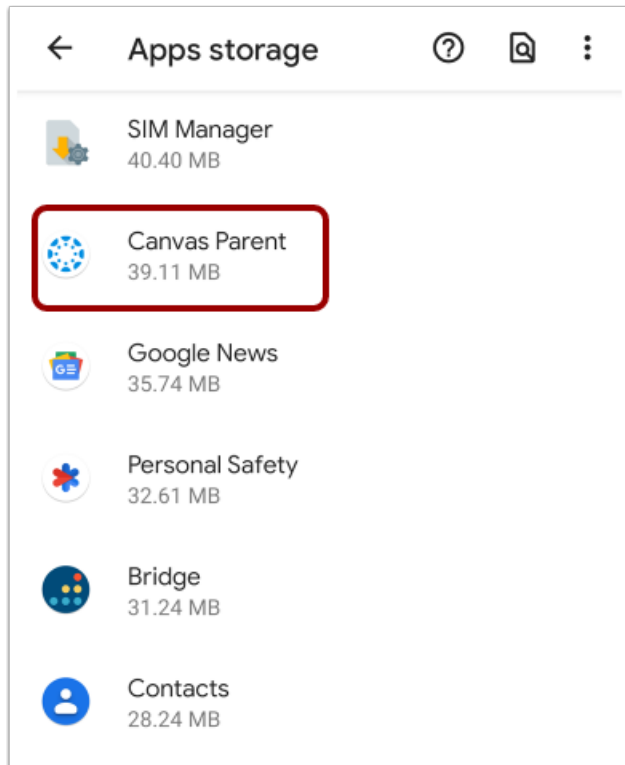 Apps storage
SIM Manager
40.40 MB
Canvas Parent
39.11 MB
Google News
35.74 MB
Personal Safety
32.61 MB
Bridge
31.24 MB
Contacts
28.24 MB